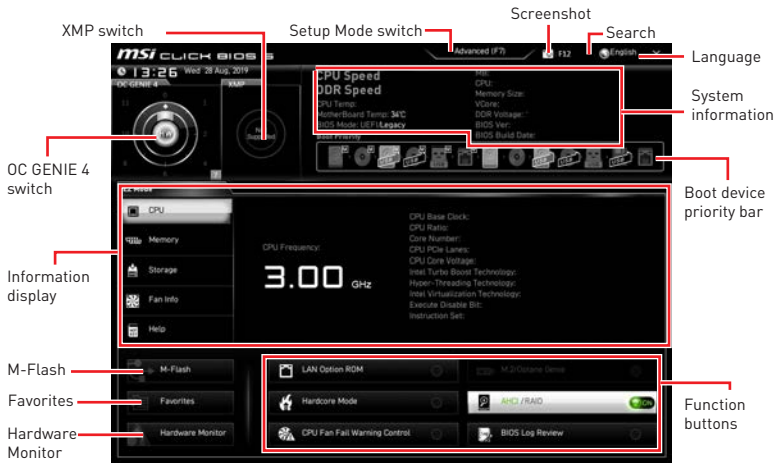 Screenshot
XMP switch
Setup Mode switch
Search
msi CLICK BIOS 5
Advanced (F7)
F12
English
Language
13:26 Wed 28 Aug, 2019
OC GENIE 4
XMP
CPU Speed
DDR Speed
CPU Temp:
MotherBoard Temp: 34°C
BIOS Mode: UEFI/Legacy
MB:
CPU:
Memory Size:
VCore:
DDR Voltage:
BIOS Ver:
BIOS Build Date:
System
information
Boot Priority
OC GENIE 4
switch
Boot device
priority bar
EZ Mode
CPU
Memory
Storage
Fan Info
Help
CPU Frequency:
3.00 GHz
CPU Base Clock:
CPU Ratio:
Core Number:
CPU PCIe Lanes:
CPU Core Voltage:
Intel Turbo Boost Technology:
Hyper-Threading Technology:
Intel Virtualization Technology:
Execute Disable Bit:
Instruction Set:
Information
display
M-Flash
M-Flash
LAN Option ROM
Favorites
Favorites
Hardcore Mode
AHCI /RAID
ON
Function
buttons
Hardware
Monitor
Hardware Monitor
CPU Fan Fail Warning Control
BIOS Log Review